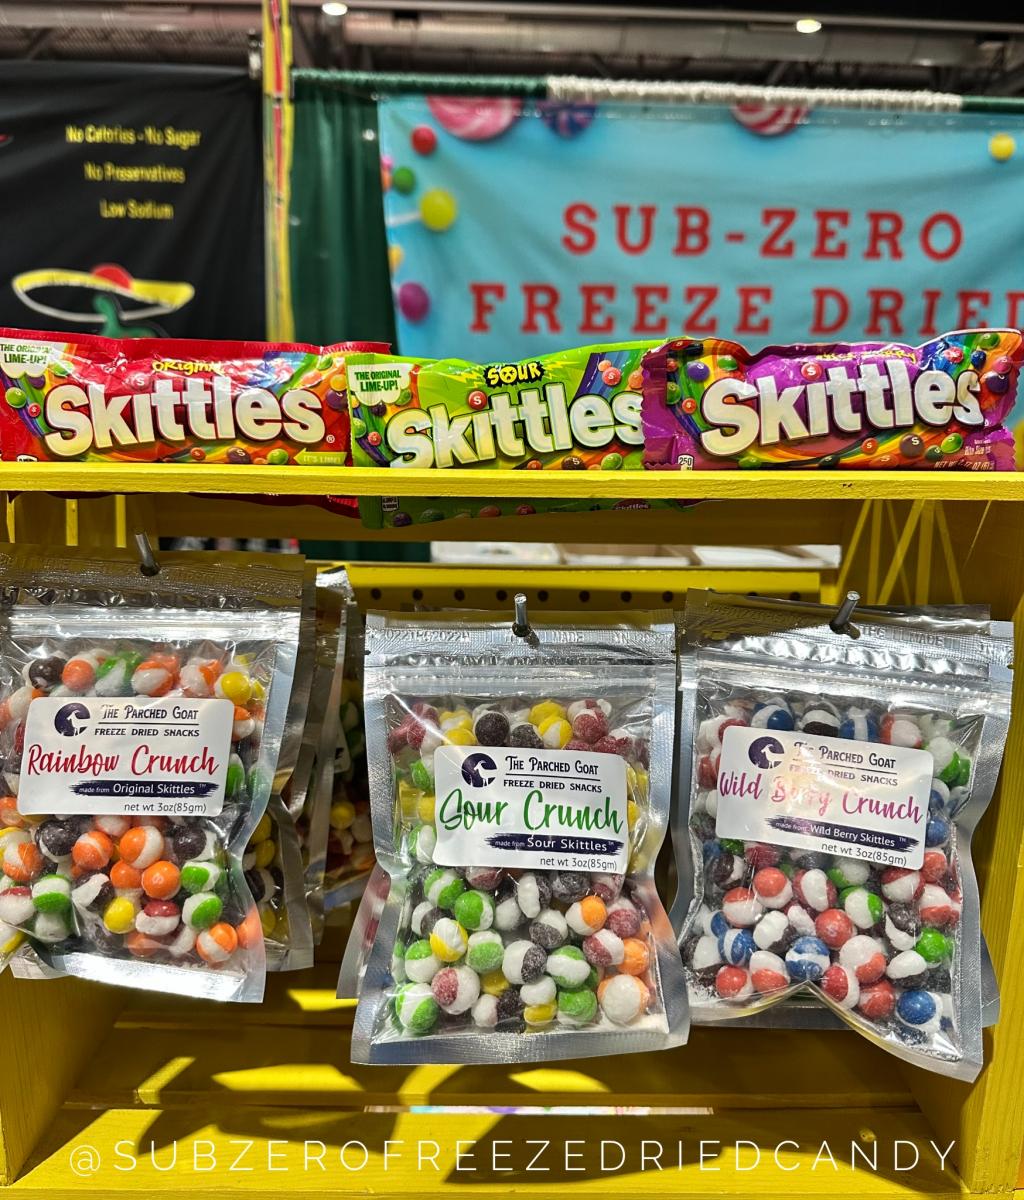 No Calories - No Sugar
No Preservatives
Low Sodium
SUB-ZERO
FREEZE DRIED
THE ORIGINAL
LIME-UP!
Original
Skittles
THE ORIGINAL
LIME-UP!
SOUR
Skittles
Skittles
250
THE PARCHED GOAT
FREEZE DRIED SNACKS
Rainbow Crunch
made from Original Skittles™
net wt 3oz(85gm)
THE PARCHED GOAT
FREEZE DRIED SNACKS
Sour Crunch
made from Sour Skittles™
net wt 3oz(85gm)
THE PARCHED GOAT
FREEZE DRIED SNACKS
Wild Berry Crunch
made from Wild Berry Skittles™
net wt 3oz(85gm)
@SUBZEROFREEZEDRIEDCANDY